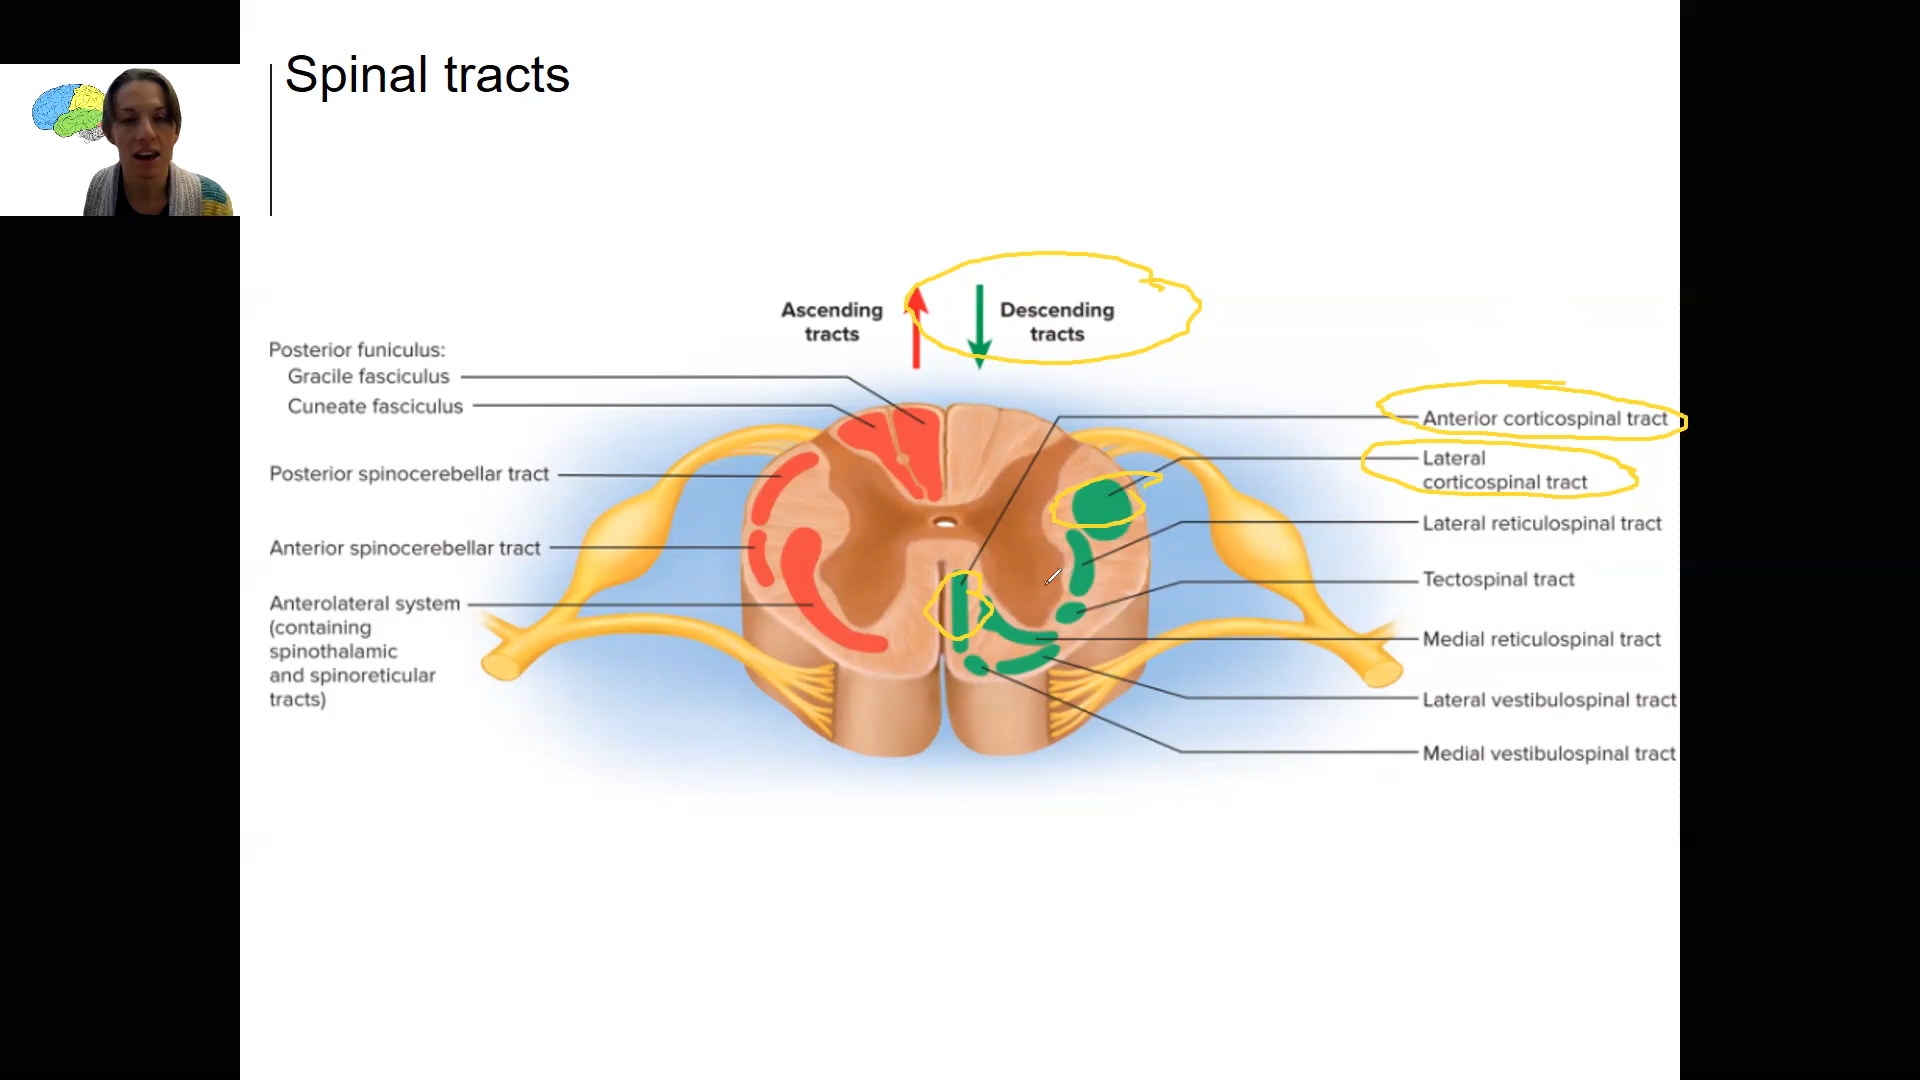 Spinal tracts
Ascending
tracts
Descending
tracts
Posterior funiculus:
Gracile fasciculus
Cuneate fasciculus
Posterior spinocerebellar tract
Anterior spinocerebellar tract
Anterolateral system
(containing
spinothalamic
and spinoreticular
tracts)
Anterior corticospinal tract
Lateral
corticospinal tract
Lateral reticulospinal tract
Tectospinal tract
Medial reticulospinal tract
Lateral vestibulospinal tract
Medial vestibulospinal tract